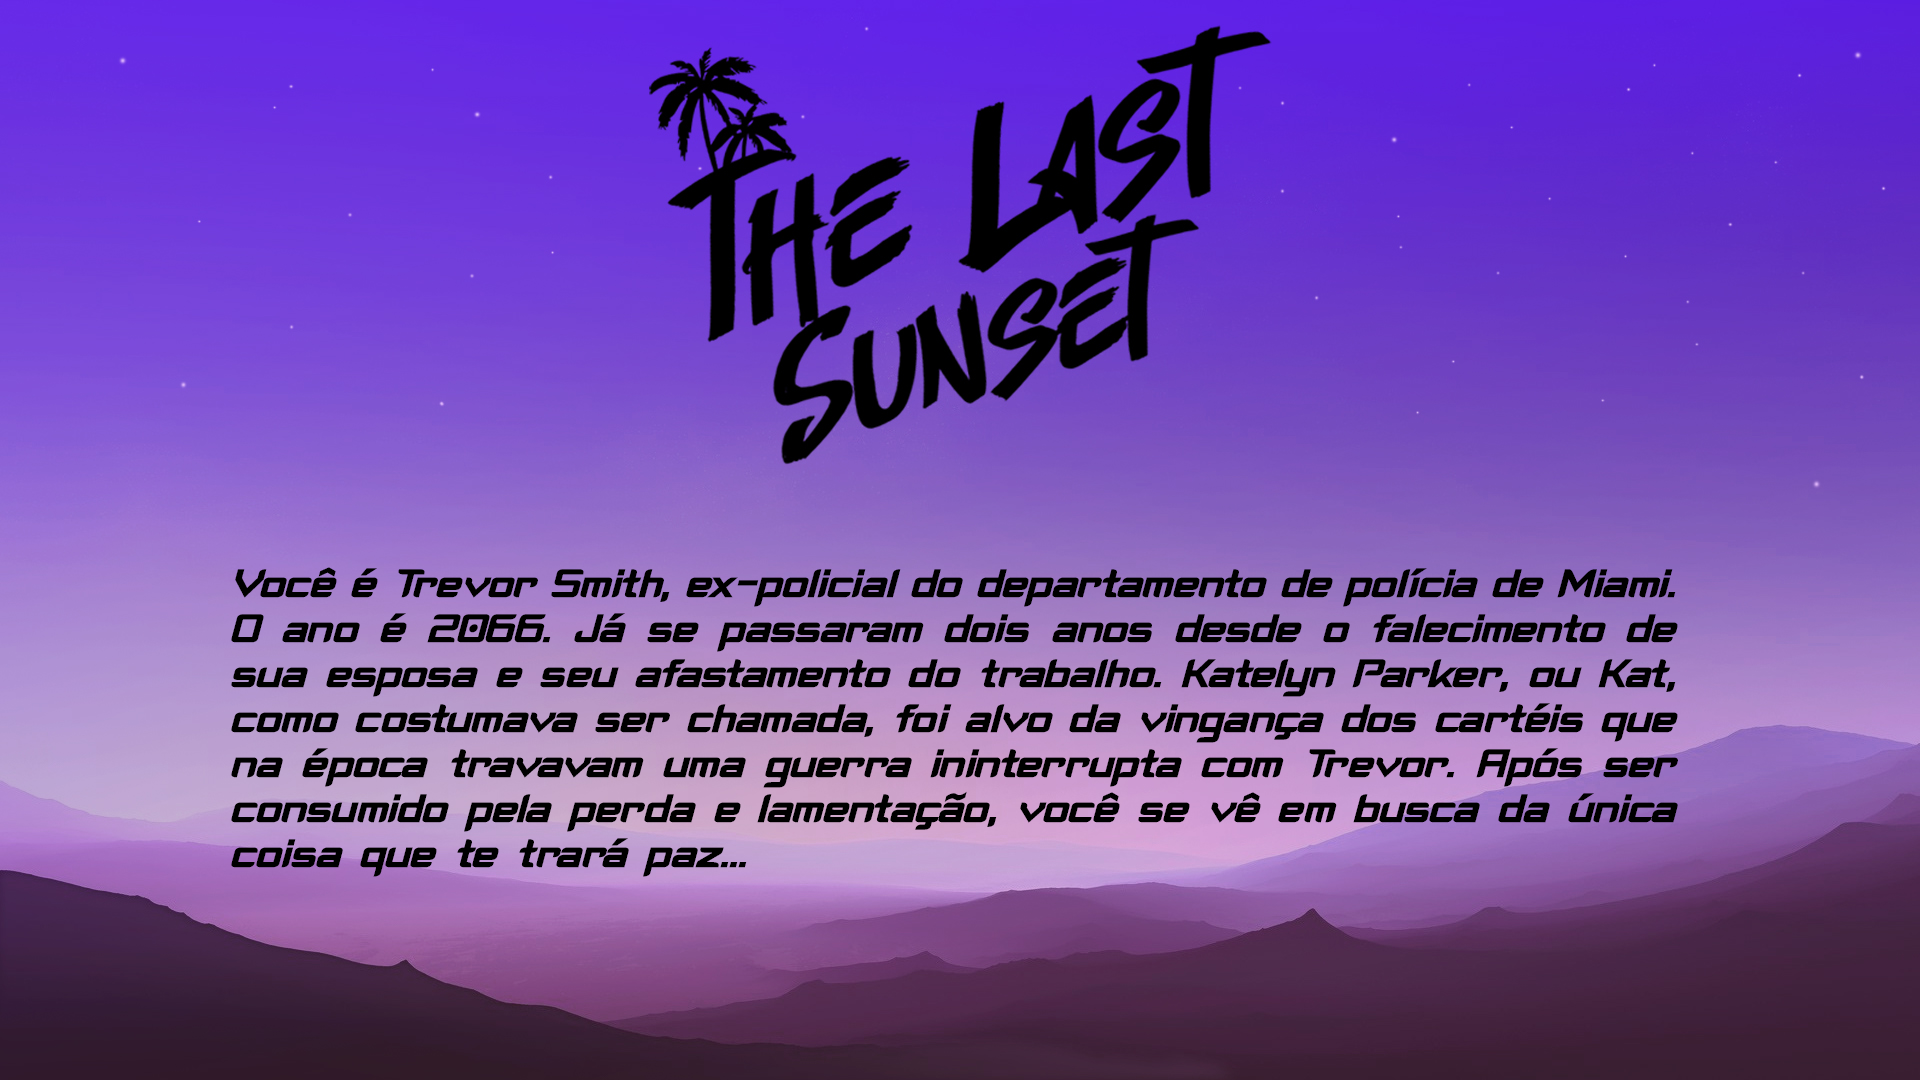 THE LAST
SUNSET
Você é Trevor Smith, ex-policial do departamento de polícia de Miami.
O ano é 2066. Já se passaram dois anos desde o falecimento de
sua esposa e seu afastamento do trabalho. Katelyn Parker, ou Kat,
como costumava ser chamada, foi alvo da vingança dos cartéis que
na época travavam uma guerra ininterrupta com Trevor. Após ser
consumido pela perda e lamentação, você se vê em busca da única
coisa que te trará paz...